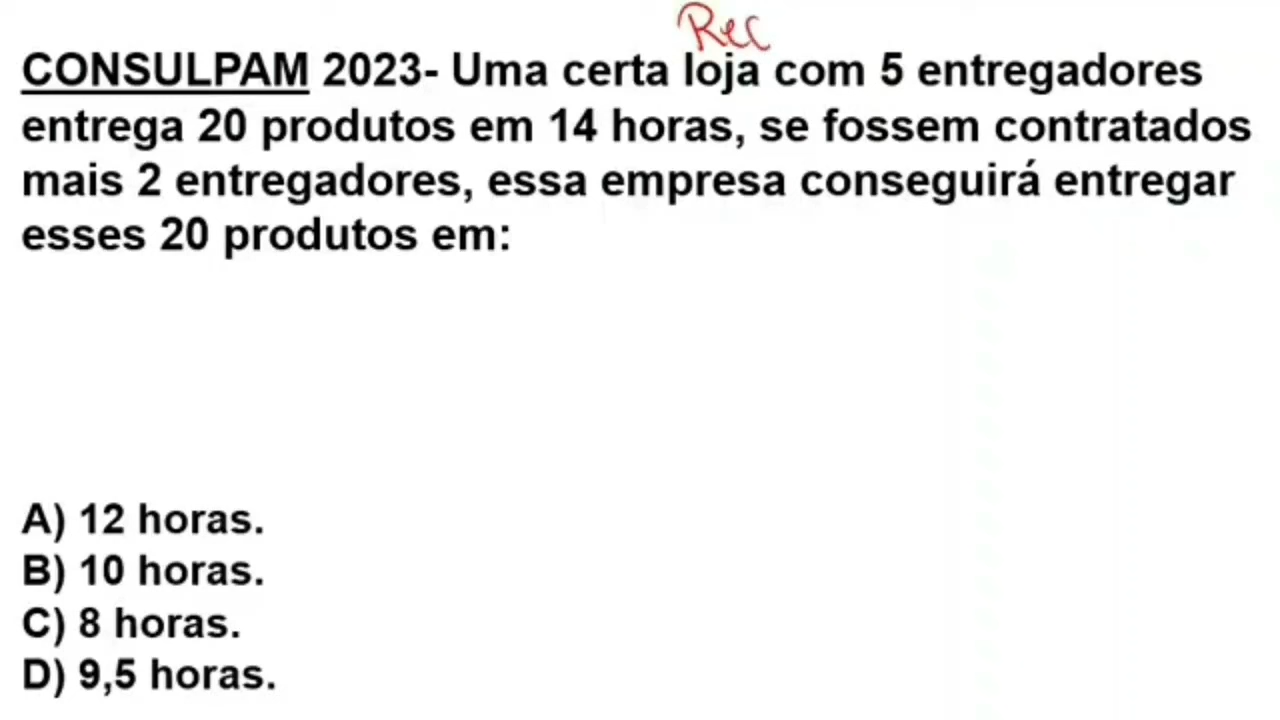 Rec
CONSULPAM 2023- Uma certa loja com 5 entregadores
entrega 20 produtos em 14 horas, se fossem contratados
mais 2 entregadores, essa empresa conseguirá entregar
esses 20 produtos em:
A) 12 horas.
B) 10 horas.
C) 8 horas.
D) 9,5 horas.